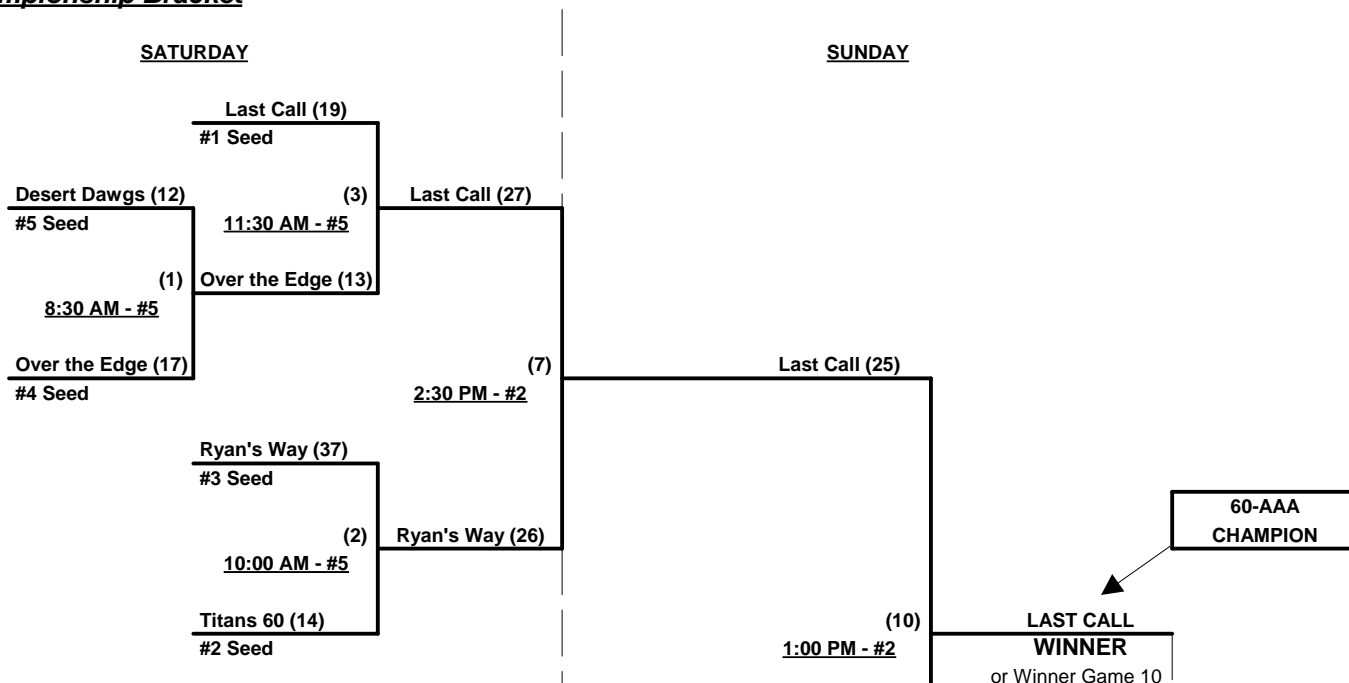 SATURDAY
SUNDAY
Last Call (19)
#1 Seed
Desert Dawgs (12)
(3)
Last Call (27)
#5 Seed
11:30 AM - #5
(1)
Over the Edge (13)
8:30 AM - #5
Over the Edge (17)
(7)
Last Call (25)
#4 Seed
2:30 PM - #2
Ryan's Way (37)
#3 Seed
60-AAA
(2)
Ryan's Way (26)
CHAMPION
10:00 AM - #5
Titans 60 (14)
(10)
LAST CALL
#2 Seed
1:00 PM - #2
WINNER
or Winner Game 10